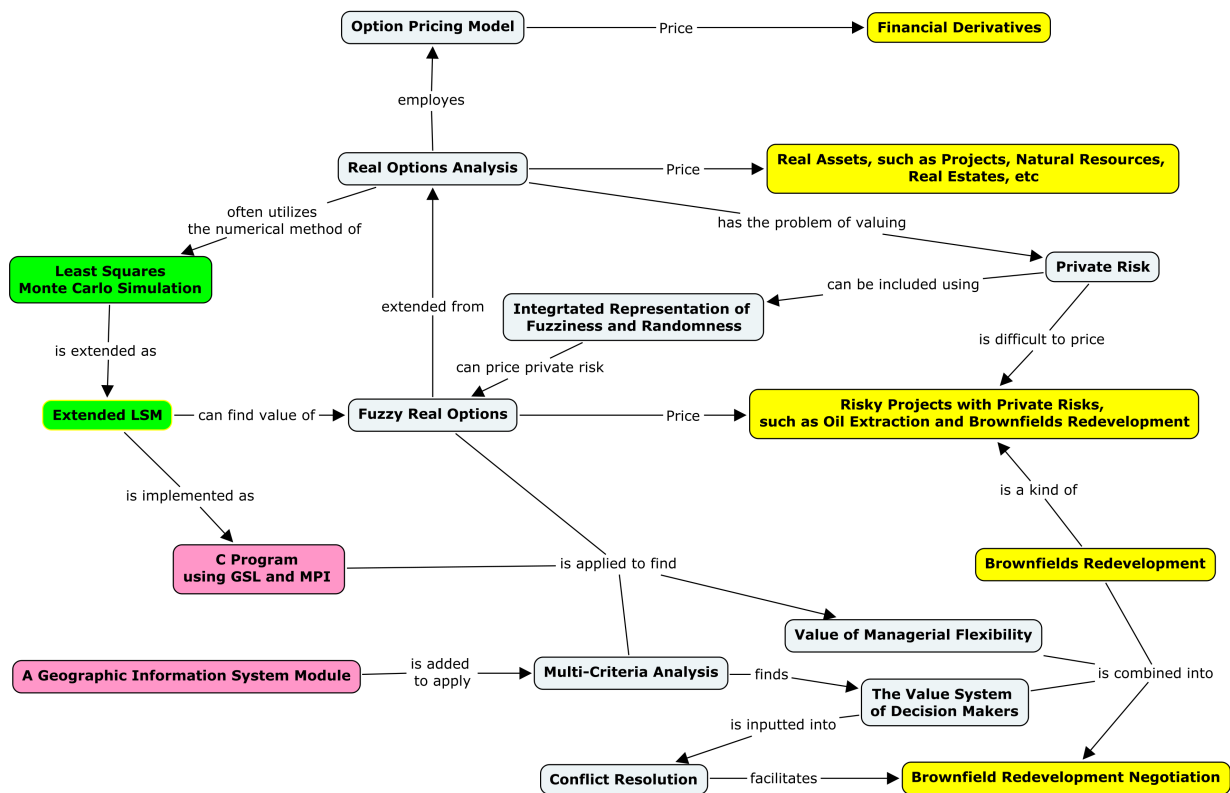 Option Pricing Model
Price
Financial Derivatives
employes
Real Options Analysis
Price
Real Assets, such as Projects, Natural Resources,
Real Estates, etc
often utilizes
the numerical method of
has the problem of valuing
Least Squares
Monte Carlo Simulation
Private Risk
can be included using
extended from
Integrtated Representation of
Fuzziness and Randomness
is extended as
is difficult to price
can price private risk
Extended LSM
can find value of
Fuzzy Real Options
Price
Risky Projects with Private Risks,
such as Oil Extraction and Brownfields Redevelopment
is implemented as
is a kind of
C Program
using GSL and MPI
is applied to find
Brownfields Redevelopment
Value of Managerial Flexibility
A Geographic Information System Module
is added
to apply
Multi-Criteria Analysis
finds
The Value System
of Decision Makers
is combined into
is inputted into
Conflict Resolution
facilitates
Brownfield Redevelopment Negotiation